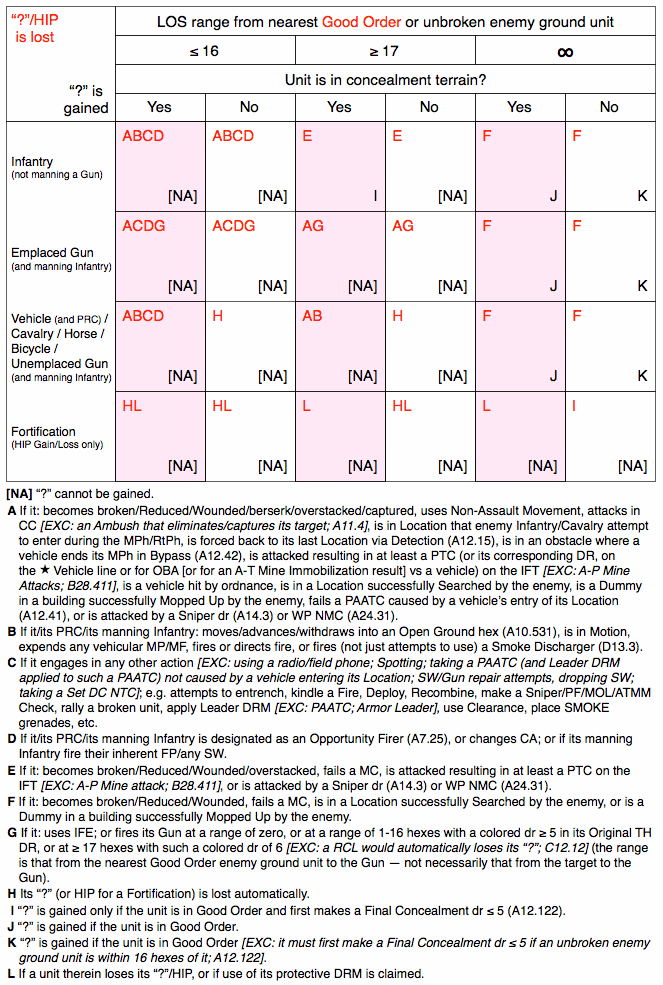 “?”/HIP is lost
“?” is gained
LOS range from nearest Good Order or unbroken enemy ground unit
≤ 16 ≥ 17 ∞
Unit is in concealment terrain?
Yes No Yes No Yes No
Infantry
(not manning a Gun)
ABCD ABCD E E F F
[NA] [NA] I [NA] J K
Emplaced Gun
(and manning Infantry)
ACDG ACDG AG AG F F
[NA] [NA] [NA] [NA] J K
Vehicle (and PRC) /
Cavalry / Horse /
Bicycle /
Unemplaced Gun
(and manning Infantry)
ABCD H AB H F F
[NA] [NA] [NA] [NA] J K
Fortification
(HIP Gain/Loss only)
HL HL L HL L I
[NA] [NA] [NA] [NA] [NA] [NA]
[NA] “?” cannot be gained.
A If it: becomes broken/Reduced/Wounded/berserk/overstacked/captured, uses Non-Assault Movement, attacks in
CC [EXC: an Ambush that eliminates/captures its target; A11.4], is in Location that enemy Infantry/Cavalry attempt
to enter during the MPh/RtPh, is forced back to its last Location via Detection (A12.15), is in an obstacle where a
vehicle ends its MPh in Bypass (A12.42), is attacked resulting in at least a PTC (or its corresponding DR, on
the ★ Vehicle line or for OBA [or for an A-T Mine Immobilization result] vs a vehicle) on the IFT [EXC: A-P Mine
Attacks; B28.411], is a vehicle hit by ordnance, is in a Location successfully Searched by the enemy, is a Dummy
in a building successfully Mopped Up by the enemy, fails a PAATC caused by a vehicle’s entry of its Location
(A12.41), or is attacked by a Sniper dr (A14.3) or WP NMC (A24.31).
B If it/its PRC/its manning Infantry: moves/advances/withdraws into an Open Ground hex (A10.531), is in Motion,
expends any vehicular MP/MF, fires or directs fire, or fires (not just attempts to use) a Smoke Discharger (D13.3).
C If it engages in any other action [EXC: using a radio/field phone; Spotting; taking a PAATC (and Leader DRM
applied to such a PAATC) not caused by a vehicle entering its Location; SW/Gun repair attempts, dropping SW;
taking a Set DC NTC]; e.g. attempts to entrench, kindle a Fire, Deploy, Recombine, make a Sniper/PF/MOL/ATMM
Check, rally a broken unit, apply Leader DRM [EXC: PAATC; Armor Leader], use Clearance, place SMOKE
grenades, etc.
D If it/its PRC/its manning Infantry is designated as an Opportunity Firer (A7.25), or changes CA; or if its manning
Infantry fire their inherent FP/any SW.
E If it: becomes broken/Reduced/Wounded/overstacked, fails a MC, is attacked resulting in at least a PTC on the
IFT [EXC: A-P Mine attack; B28.411], or is attacked by a Sniper dr (A14.3) or WP NMC (A24.31).
F If it: becomes broken/Reduced/Wounded, fails a MC, is in a Location successfully Searched by the enemy, or is a
Dummy in a building successfully Mopped Up by the enemy.
G If it: uses IFE; or fires its Gun at a range of zero, or at a range of 1-16 hexes with a colored dr ≥ 5 in its Original TH
DR, or at ≥ 17 hexes with such a colored dr of 6 [EXC: a RCL would automatically loses its “?”; C12.12] (the range
is that from the nearest Good Order enemy ground unit to the Gun — not necessarily that from the target to the
Gun).
H Its “?” (or HIP for a Fortification) is lost automatically.
I “?” is gained only if the unit is in Good Order and first makes a Final Concealment dr ≤ 5 (A12.122).
J “?” is gained if the unit is in Good Order.
K “?” is gained if the unit is in Good Order [EXC: it must first make a Final Concealment dr ≤ 5 if an unbroken enemy
ground unit is within 16 hexes of it; A12.122].
L If a unit therein loses its “?”/HIP, or if use of its protective DRM is claimed.